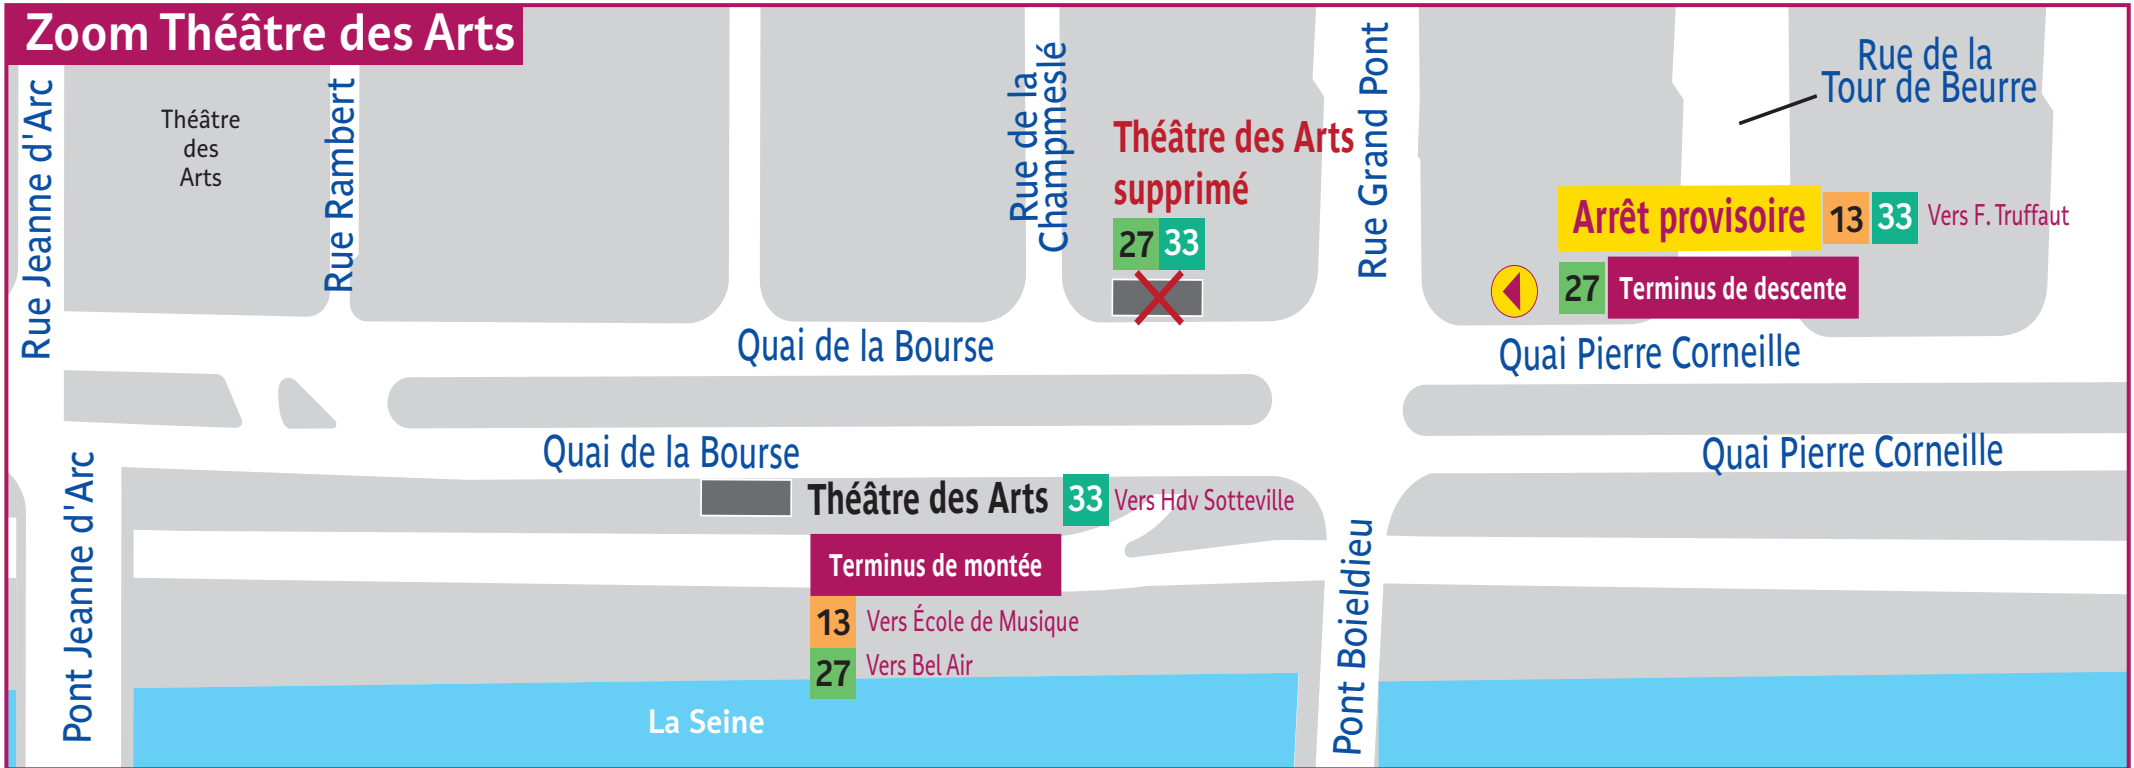 Zoom Théâtre des Arts
Rue Jeanne d'Arc
Théâtre
des
Arts
Rue Rambert
Rue de la
Champmeslé
Théâtre des Arts
supprimé
27 33
Rue Grand Pont
Rue de la
Tour de Beurre
Arrêt provisoire 13 33 Vers F. Truffaut
27 Terminus de descente
Quai de la Bourse
Quai Pierre Corneille
Quai de la Bourse
Quai Pierre Corneille
Pont Jeanne d'Arc
Théâtre des Arts 33 Vers Hdv Sotteville
Terminus de montée
13 Vers École de Musique
27 Vers Bel Air
Pont Boieldieu
La Seine